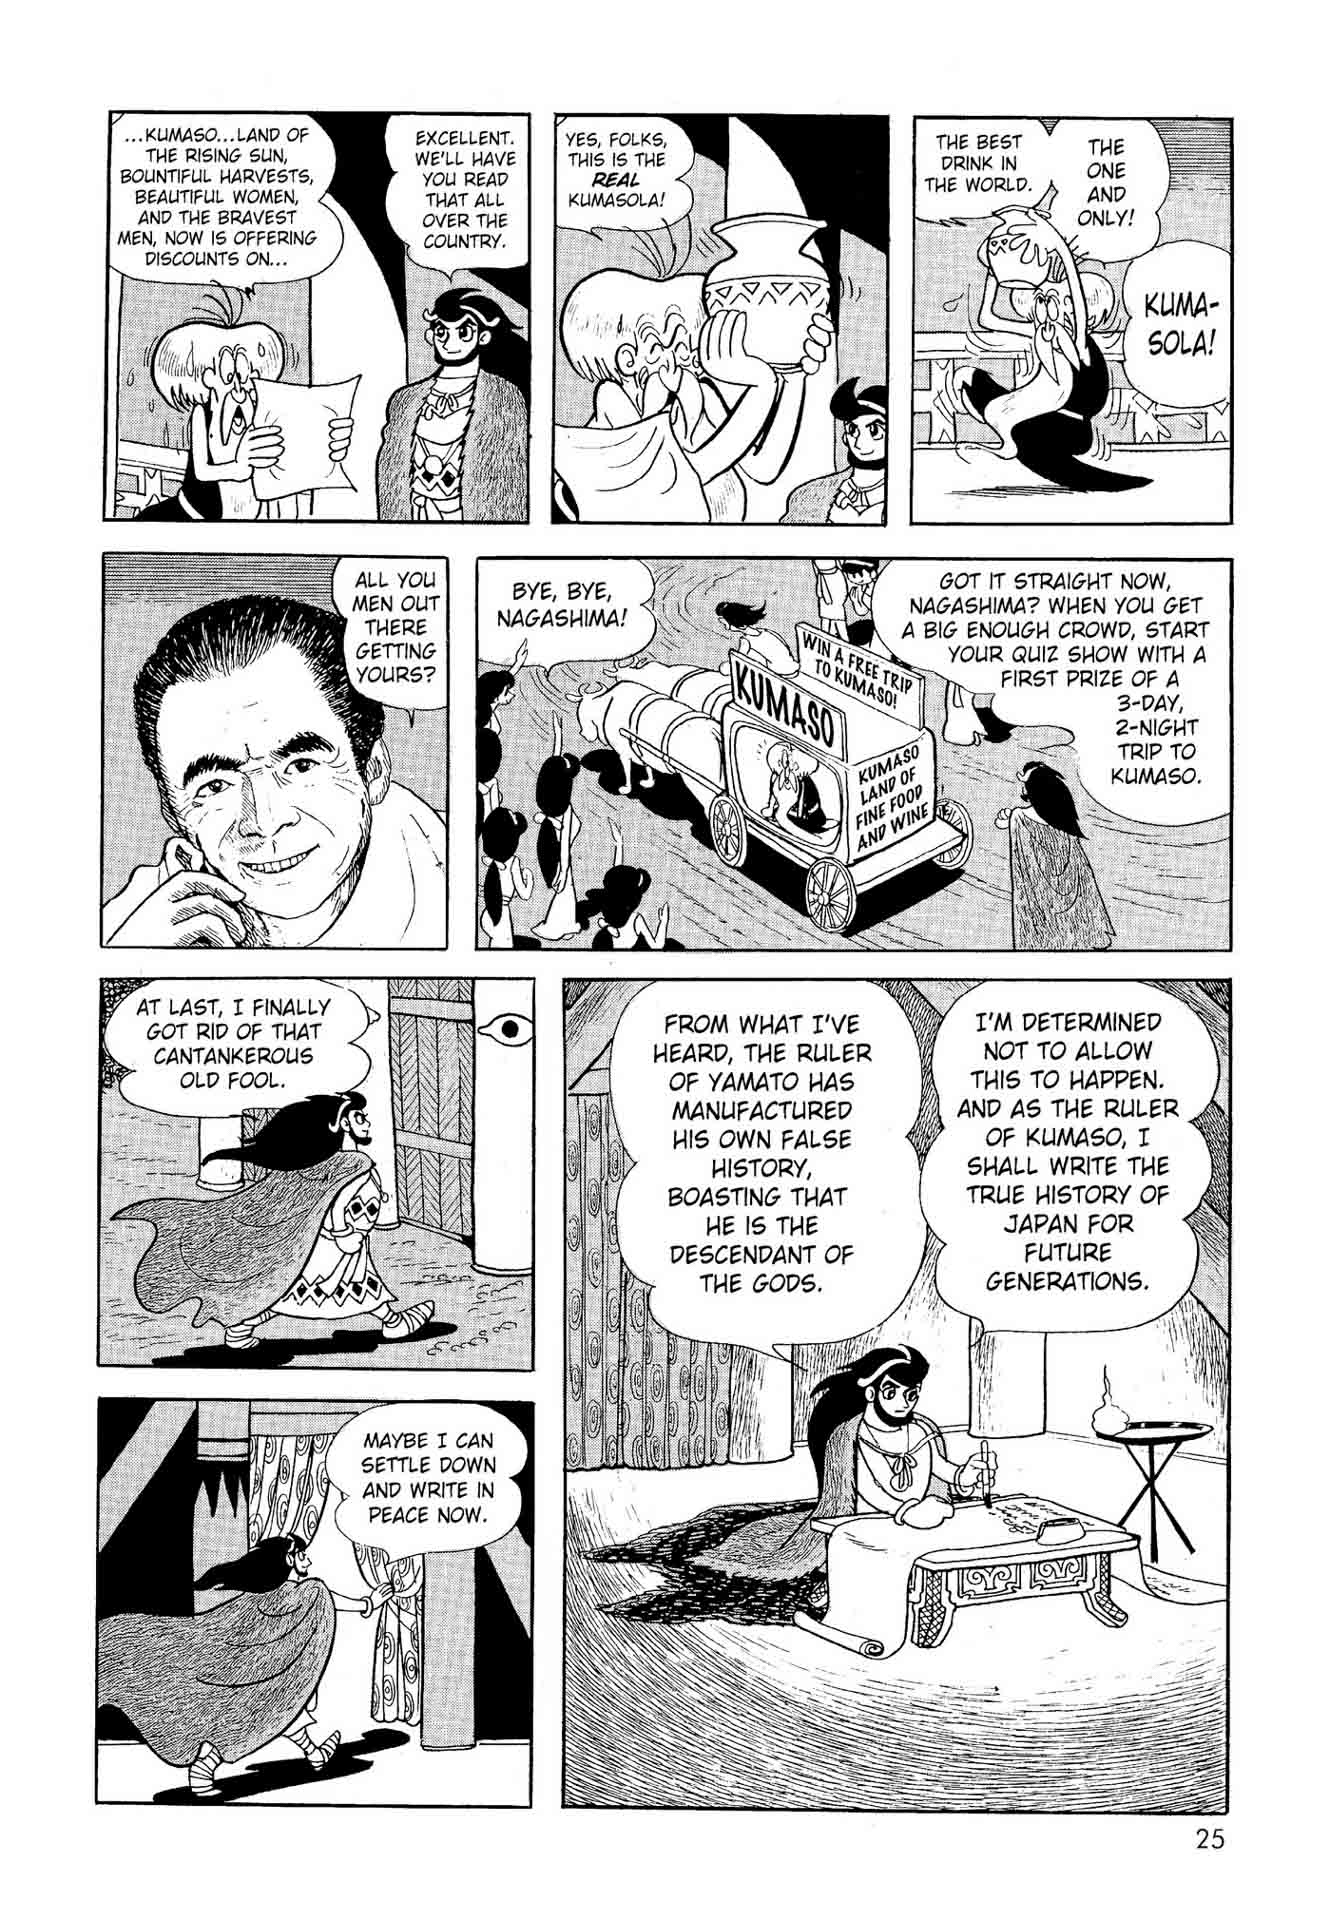 ...KUMASO...LAND OF
THE RISING SUN,
BOUNTIFUL HARVESTS,
BEAUTIFUL WOMEN,
AND THE BRAVEST
MEN, NOW IS OFFERING
DISCOUNTS ON...
EXCELLENT.
WE'LL HAVE
YOU READ
THAT ALL
OVER THE
COUNTRY.
YES, FOLKS,
THIS IS THE
REAL
KUMASOLA!
THE BEST
DRINK IN
THE WORLD.
THE
ONE
AND
ONLY!
KUMA-
SOLA!
ALL YOU
MEN OUT
THERE
GETTING
YOURS?
BYE, BYE,
NAGASHIMA!
WIN A FREE TRIP
TO KUMASO!
KUMASO
KUMASO
LAND OF
FINE FOOD
AND WINE
GOT IT STRAIGHT NOW,
NAGASHIMA? WHEN YOU GET
A BIG ENOUGH CROWD, START
YOUR QUIZ SHOW WITH A
FIRST PRIZE OF A
3-DAY,
2-NIGHT
TRIP TO
KUMASO.
AT LAST, I FINALLY
GOT RID OF THAT
CANTANKEROUS
OLD FOOL.
MAYBE I CAN
SETTLE DOWN
AND WRITE IN
PEACE NOW.
FROM WHAT I'VE
HEARD, THE RULER
OF YAMATO HAS
MANUFACTURED
HIS OWN FALSE
HISTORY,
BOASTING THAT
HE IS THE
DESCENDANT OF
THE GODS.
I'M DETERMINED
NOT TO ALLOW
THIS TO HAPPEN.
AND AS THE RULER
OF KUMASO, I
SHALL WRITE THE
TRUE HISTORY OF
JAPAN FOR
FUTURE
GENERATIONS.
25